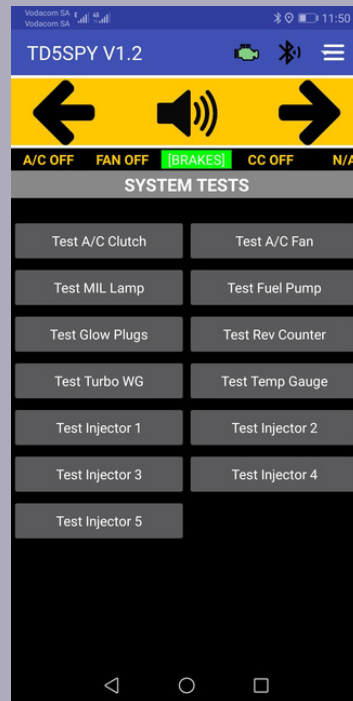 Vodacom SA 11:50
Vodacom SA
TD5SPY V1.2
A/C OFF FAN OFF [BRAKES] CC OFF N/A
SYSTEM TESTS
Test A/C Clutch Test A/C Fan
Test MIL Lamp Test Fuel Pump
Test Glow Plugs Test Rev Counter
Test Turbo WG Test Temp Gauge
Test Injector 1 Test Injector 2
Test Injector 3 Test Injector 4
Test Injector 5